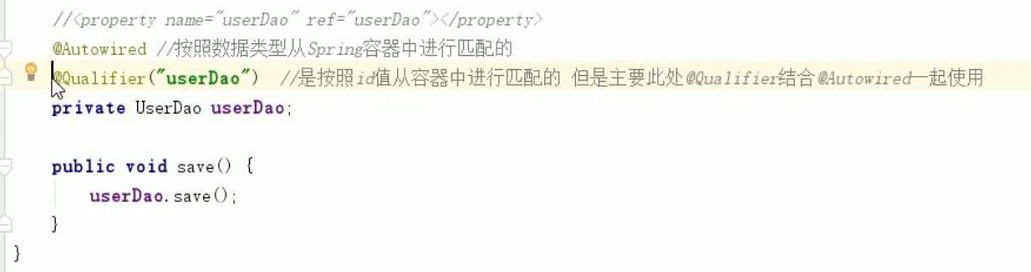 //<property name="userDao" ref="userDao"></property>
@Autowired //按照数据类型从Spring容器中进行匹配的
@Qualifier("userDao") //是按照id值从容器中进行匹配的 但是主要此处@Qualifier结合@Autowired一起使用
private UserDao userDao;
public void save() {
userDao.save();
}
}